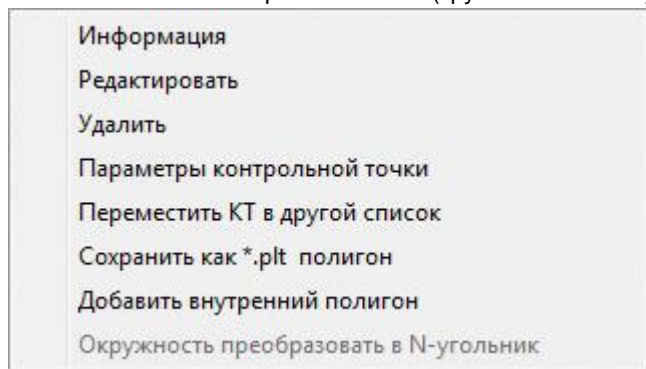 Информация
Редактировать
Удалить
Параметры контрольной точки
Переместить КТ в другой список
Сохранить как *.plt полигон
Добавить внутренний полигон
Окружность преобразовать в N-угольник